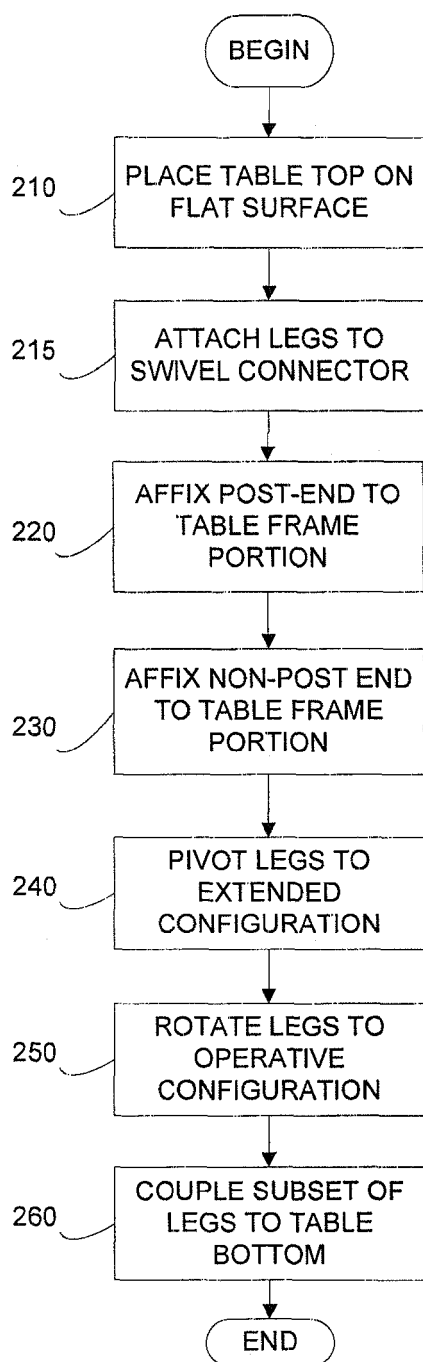 BEGIN
210
PLACE TABLE TOP ON
FLAT SURFACE
215
ATTACH LEGS TO
SWIVEL CONNECTOR
220
AFFIX POST-END TO
TABLE FRAME
PORTION
230
AFFIX NON-POST END
TO TABLE FRAME
PORTION
240
PIVOT LEGS TO
EXTENDED
CONFIGURATION
250
ROTATE LEGS TO
OPERATIVE
CONFIGURATION
260
COUPLE SUBSET OF
LEGS TO TABLE
BOTTOM
END